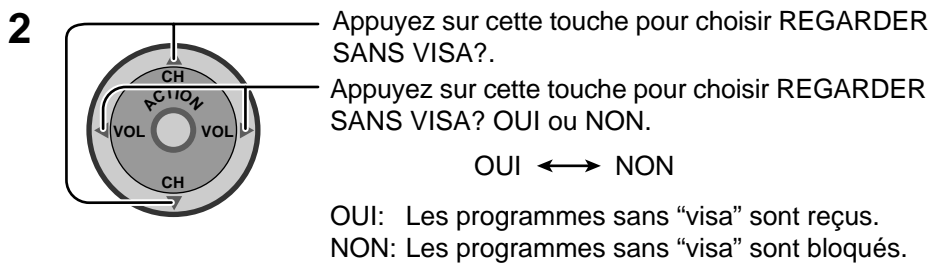 2
Appuyez sur cette touche pour choisir REGARDER
SANS VISA?.
CH
ACTION
VOL
VOL
CH
Appuyez sur cette touche pour choisir REGARDER
SANS VISA? OUI ou NON.
OUI ⟷ NON
OUI: Les programmes sans “visa” sont reçus.
NON: Les programmes sans “visa” sont bloqués.